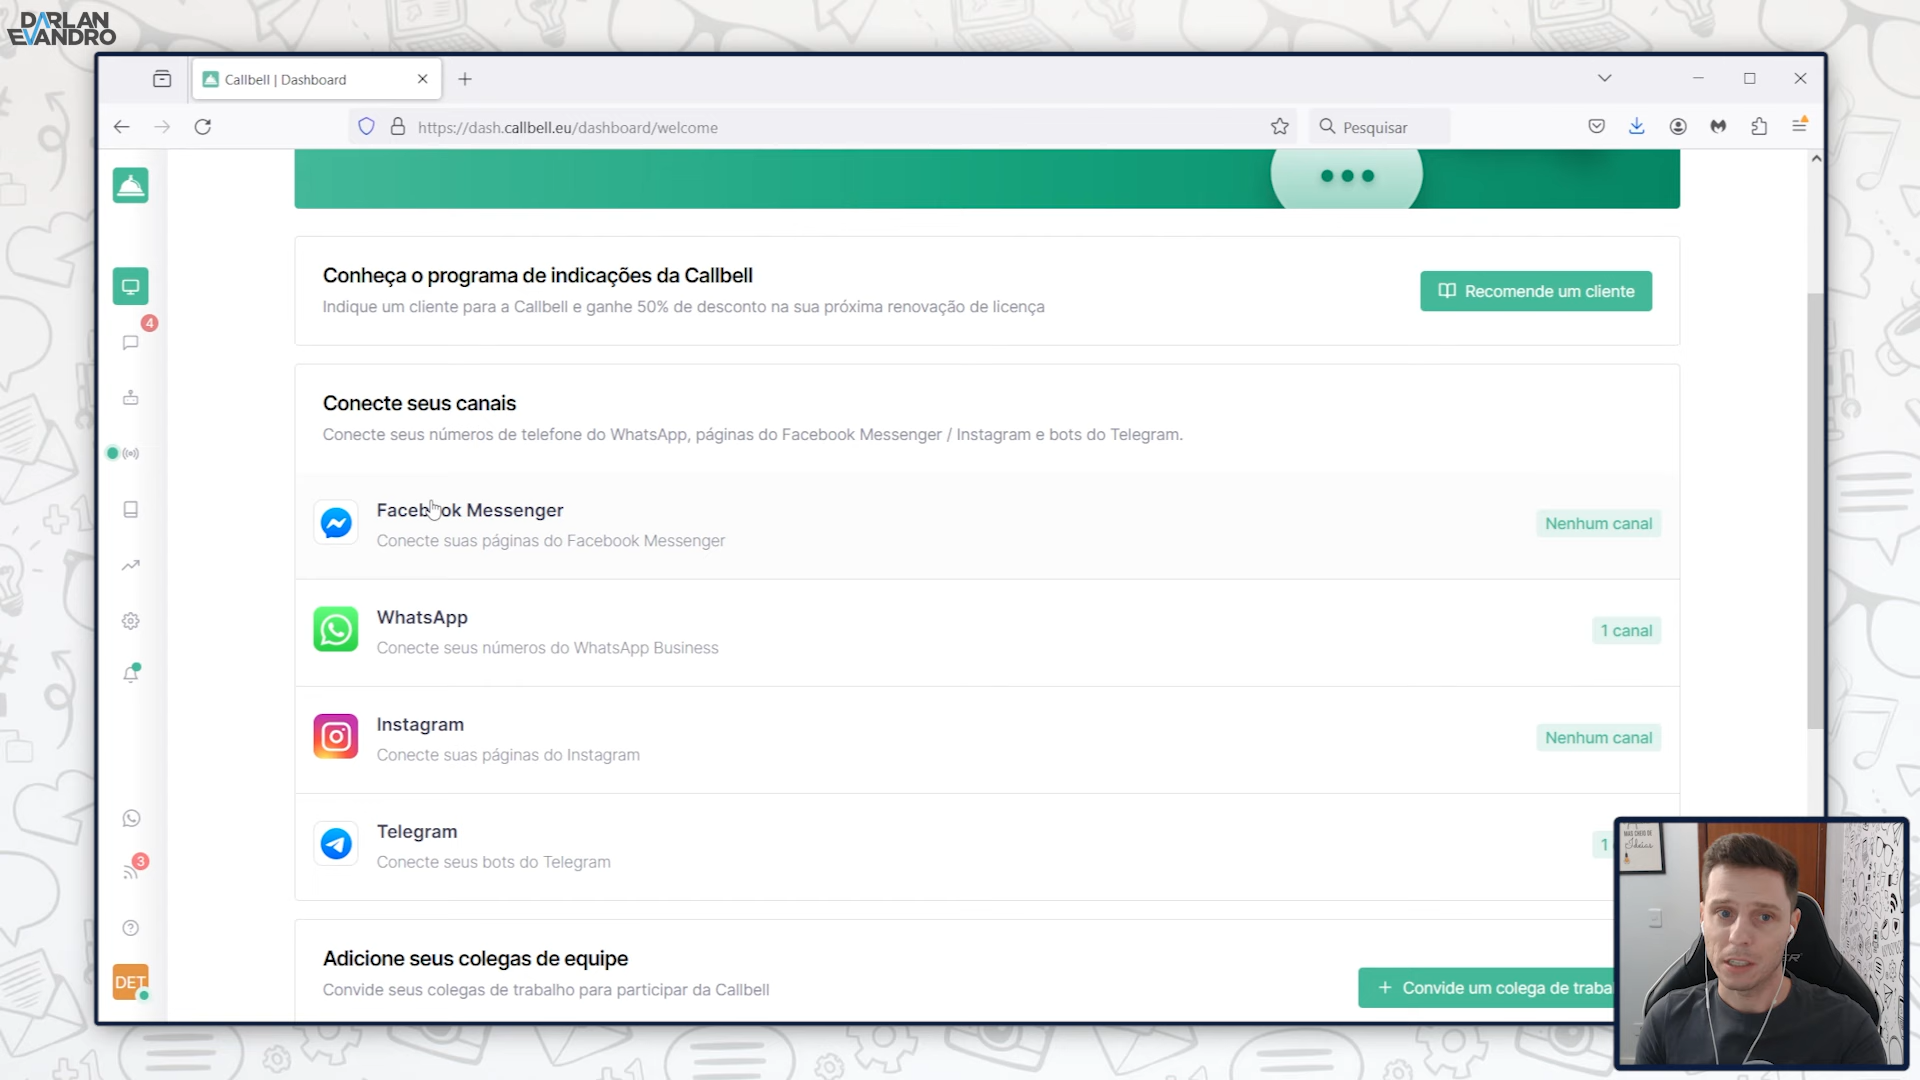 DARLAN
EVANDRO
Callbell | Dashboard
https://dash.callbell.eu/dashboard/welcome
Pesquisar
Conheça o programa de indicações da Callbell
Indique um cliente para a Callbell e ganhe 50% de desconto na sua próxima renovação de licença
Recomende um cliente
4
Conecte seus canais
Conecte seus números de telefone do WhatsApp, páginas do Facebook Messenger / Instagram e bots do Telegram.
Facebook Messenger
Conecte suas páginas do Facebook Messenger
Nenhum canal
WhatsApp
Conecte seus números do WhatsApp Business
1 canal
Instagram
Conecte suas páginas do Instagram
Nenhum canal
Telegram
Conecte seus bots do Telegram
1
3
Adicione seus colegas de equipe
Convide seus colegas de trabalho para participar da Callbell
+ Convide um colega de traba
DET